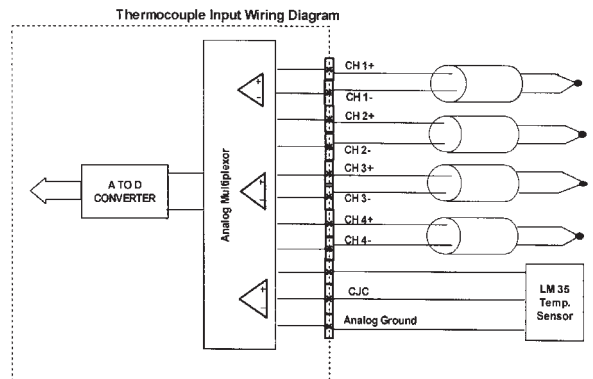 Thermocouple Input Wiring Diagram
CH 1+
CH 1-
CH 2+
CH 2-
CH 3+
CH 3-
CH 4+
CH 4-
CJC
Analog Ground
A TO D
CONVERTER
Analog Multiplexor
+
-
+
-
+
-
LM 35
Temp.
Sensor